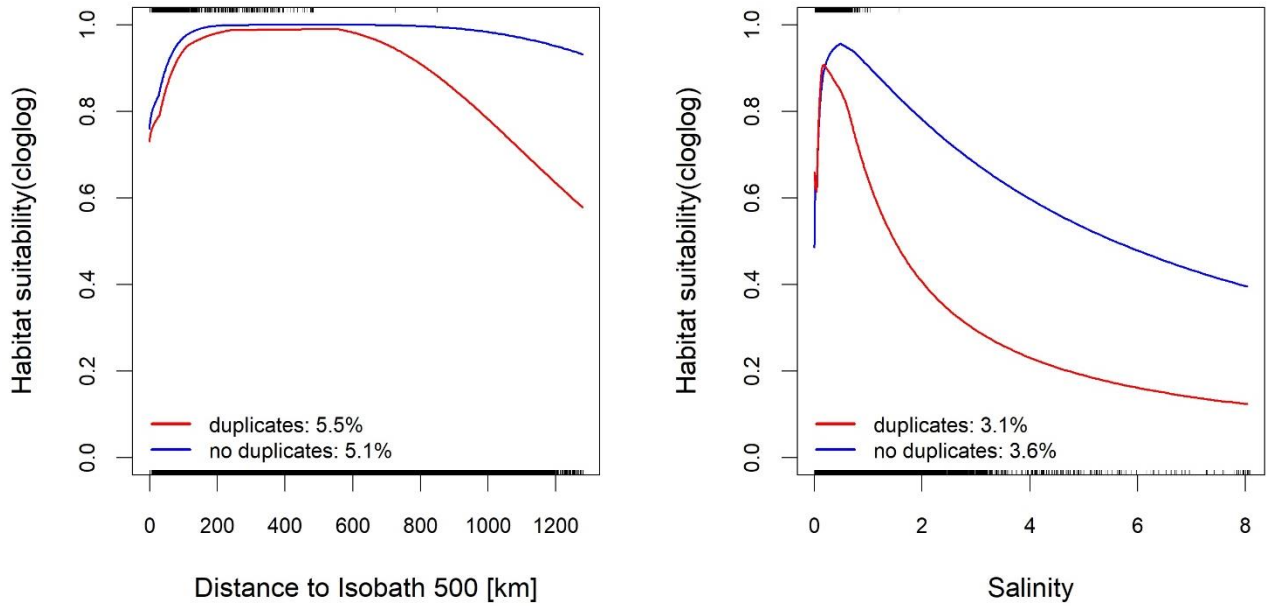 Habitat suitability(cloglog)
1.0
0.8
0.6
0.4
0.2
0.0
duplicates: 5.5%
no duplicates: 5.1%
0 200 400 600 800 1000 1200
Distance to Isobath 500 [km]
Habitat suitability(cloglog)
1.0
0.8
0.6
0.4
0.2
0.0
duplicates: 3.1%
no duplicates: 3.6%
0 2 4 6 8
Salinity